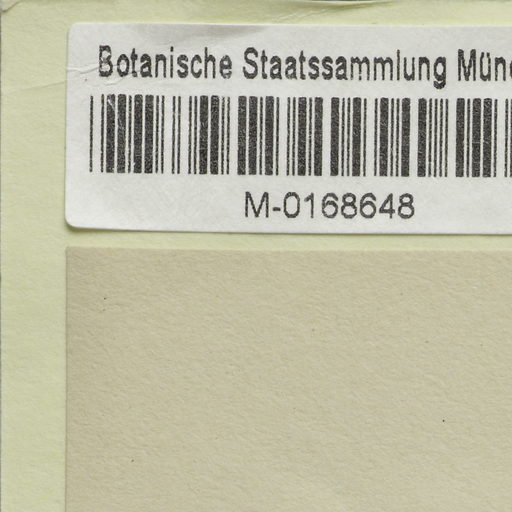 Botanische Staatssammlung Mün
M-0168648